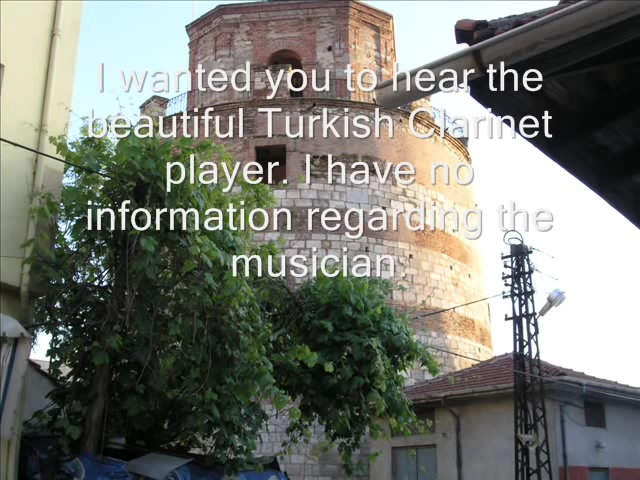 I wanted you to hear the
beautiful Turkish Clarinet
player. I have no
information regarding the
musician.